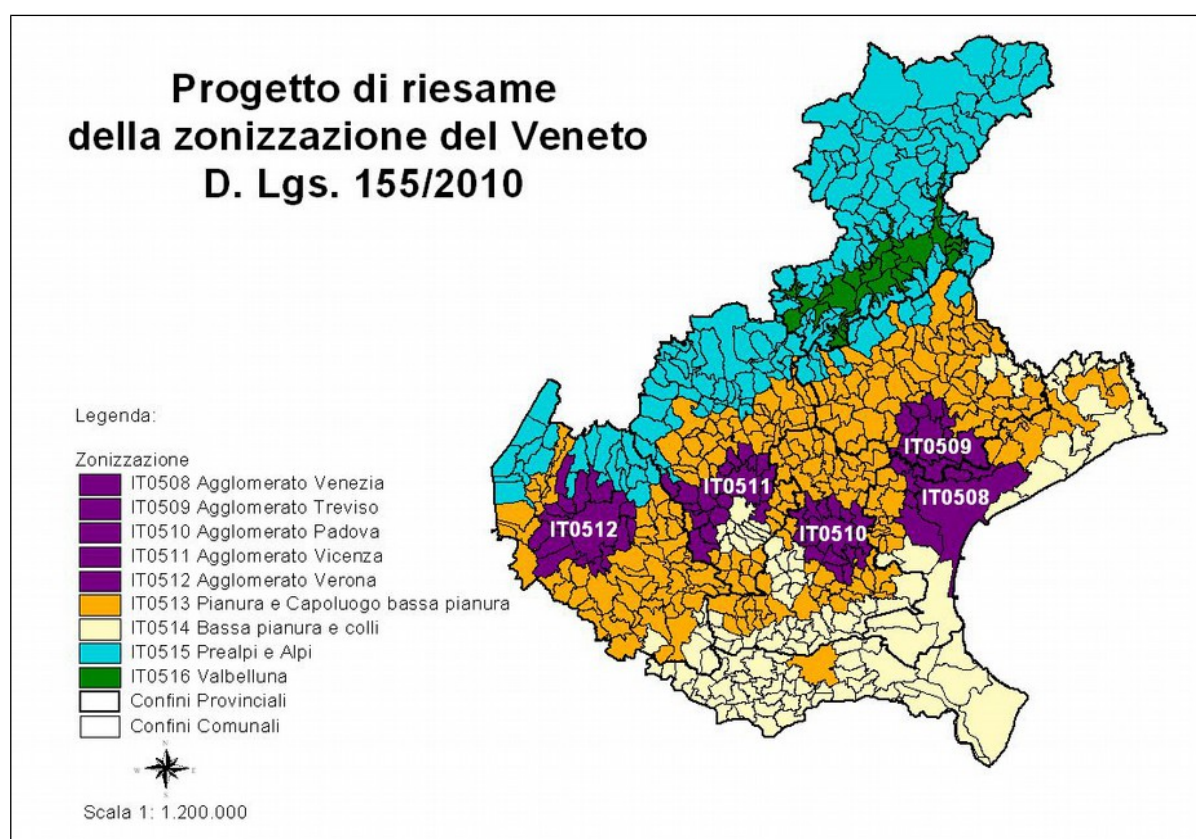 Progetto di riesame
della zonizzazione del Veneto
D. Lgs. 155/2010
Legenda:
Zonizzazione
IT0508 Agglomerato Venezia
IT0509 Agglomerato Treviso
IT0510 Agglomerato Padova
IT0511 Agglomerato Vicenza
IT0512 Agglomerato Verona
IT0513 Pianura e Capoluogo bassa pianura
IT0514 Bassa pianura e colli
IT0515 Prealpi e Alpi
IT0516 Valbelluna
Confini Provinciali
Confini Comunali
N
W E
S
Scala 1: 1.200.000
IT0509
IT0511
IT0508
IT0512
IT0510